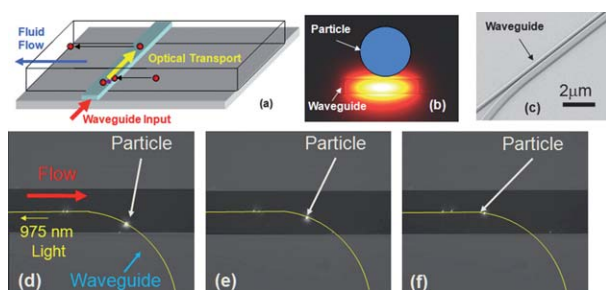 Fluid
Flow
Optical Transport
(a)
Waveguide Input
Particle
Waveguide
(b)
Waveguide
(c)
2μm
Particle
Flow
975 nm
Light
Waveguide
(d)
Particle
(e)
Particle
(f)